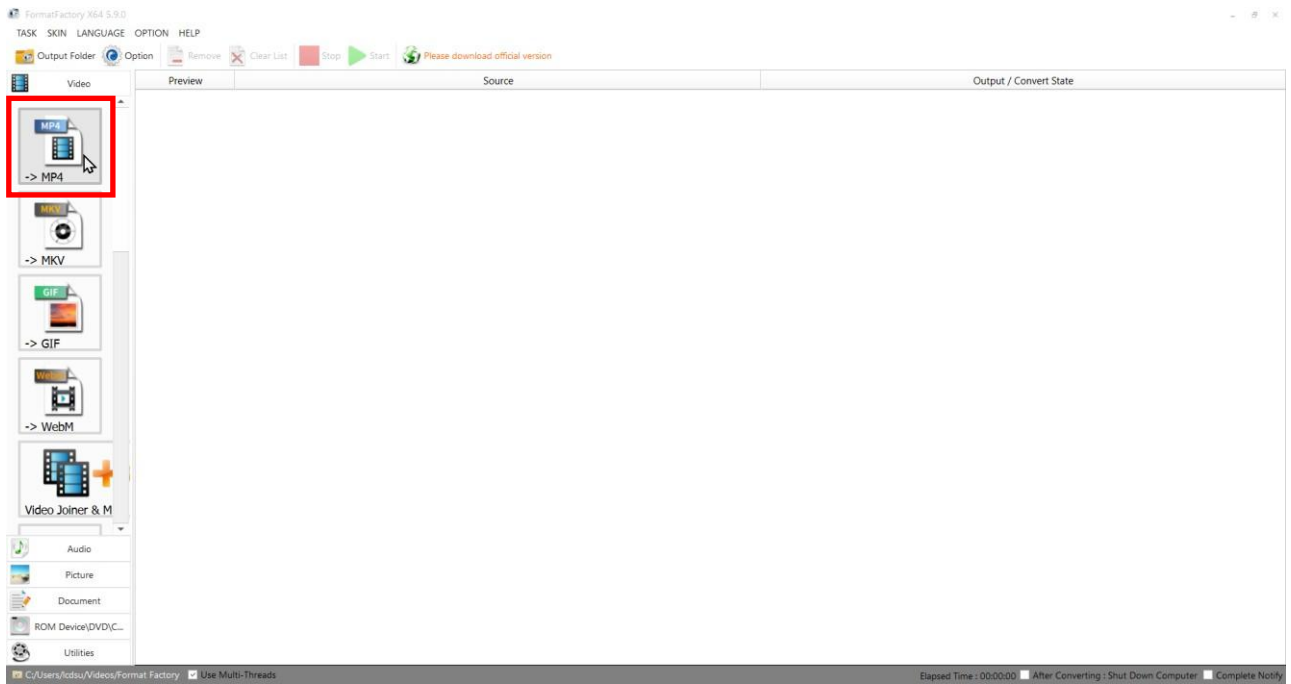 FormatFactory X64 5.9.0
TASK SKIN LANGUAGE OPTION HELP
Output Folder Option Remove Clear List Stop Start Please download official version
Video Preview Source Output / Convert State
MP4
-> MP4
MKV
-> MKV
GIF
-> GIF
WebM
-> WebM
Video Joiner & M
Audio
Picture
Document
ROM Device\DVD\C...
Utilities
C:/Users/lcdsu/Videos/Format Factory Use Multi-Threads Elapsed Time : 00:00:00 After Converting : Shut Down Computer Complete Notify